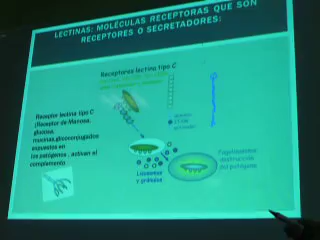 LECTINAS: MOLÉCULAS RECEPTORAS QUE SON
RECEPTORES O SECRETADORES:
Receptores lectina tipo C
Receptor lectina tipo C
(Receptor de Manosa,
glucosa,
mucinas,glicoconjugados
expuestos en
los patógenos , activan el
complemento
Lisosomas
y gránulos
Fagolisosoma
destrucción
del patógeno